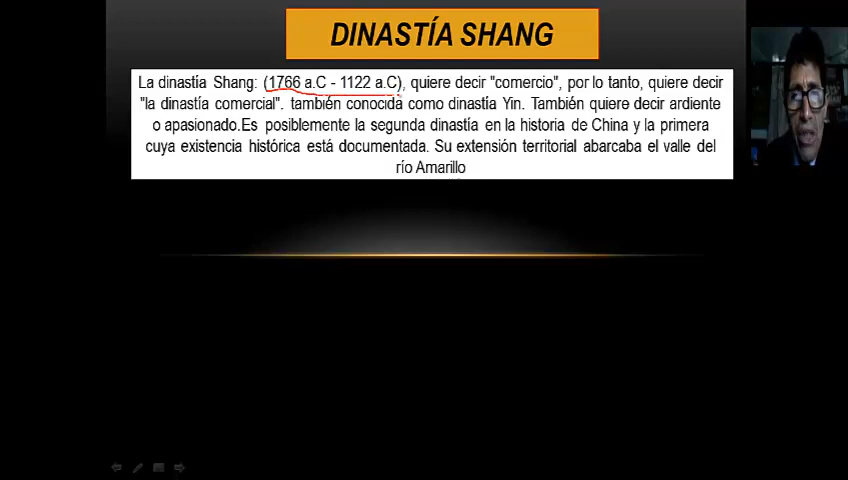 DINASTÍA SHANG
La dinastía Shang: (1766 a.C - 1122 a.C), quiere decir "comercio", por lo tanto, quiere decir
"la dinastía comercial". también conocida como dinastía Yin. También quiere decir ardiente
o apasionado.Es posiblemente la segunda dinastía en la historia de China y la primera
cuya existencia histórica está documentada. Su extensión territorial abarcaba el valle del
río Amarillo